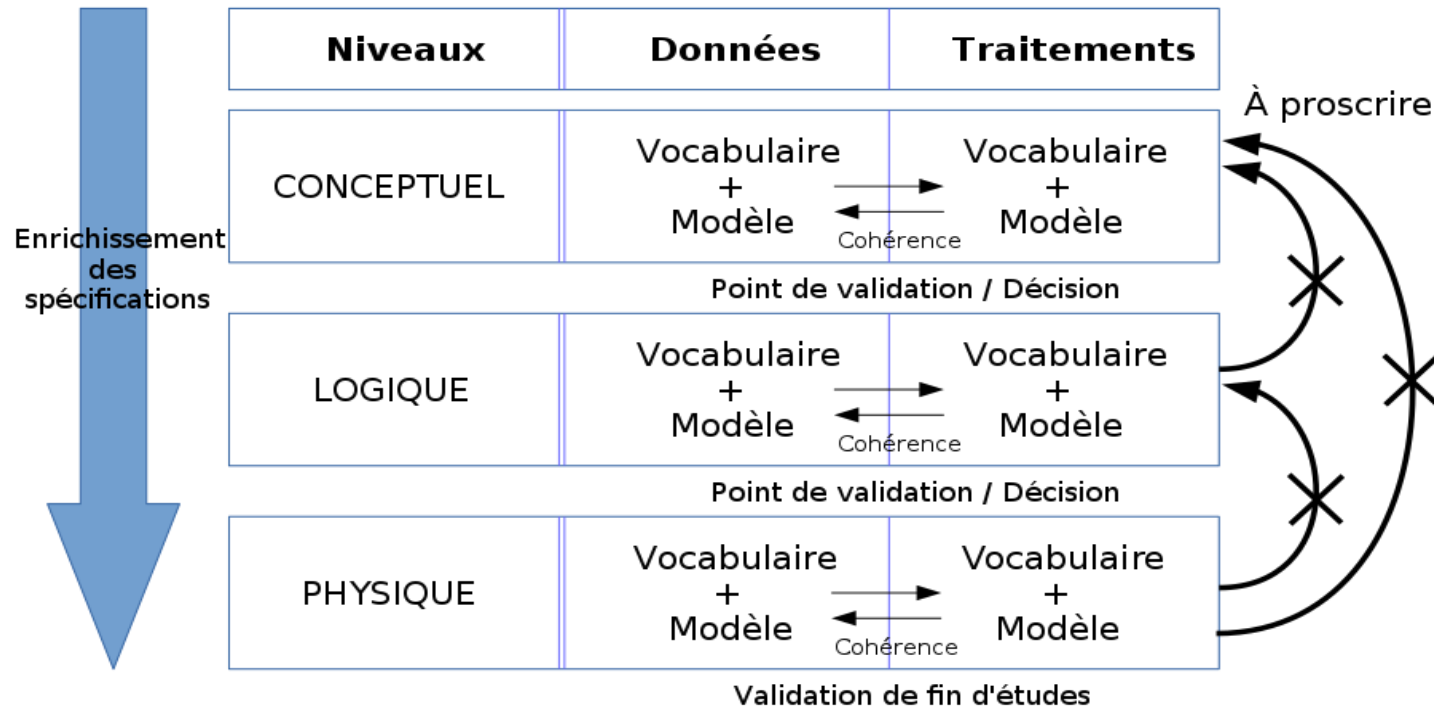 Niveaux Données Traitements
À proscrire
CONCEPTUEL
Vocabulaire
+
Modèle
Cohérence
Vocabulaire
+
Modèle
Enrichissement
des
spécifications
Point de validation / Décision
LOGIQUE
Vocabulaire
+
Modèle
Cohérence
Vocabulaire
+
Modèle
Point de validation / Décision
PHYSIQUE
Vocabulaire
+
Modèle
Cohérence
Vocabulaire
+
Modèle
Validation de fin d'études